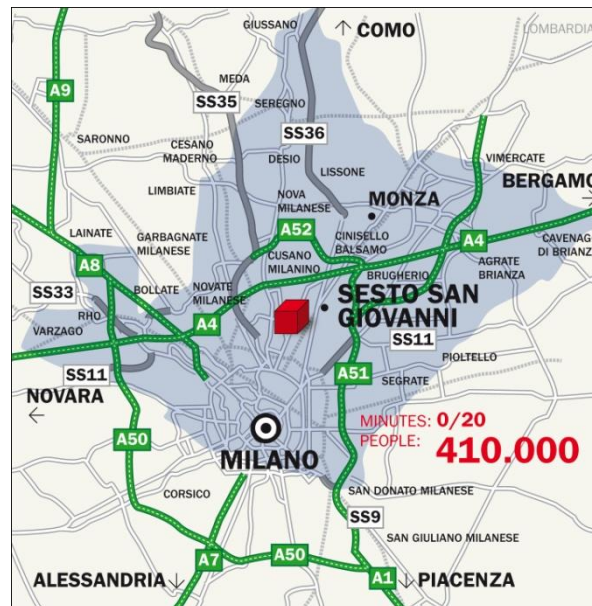 GIUSSANO
COMO
LOMBARDIA
MEDA
A9
SS35
SEREGNO
SS36
SARONNO
CESANO
MADERNO
DESIO
LISSONE
VIMERCATE
LIMBIATE
BERGAMO
NOVA
MILANESE
MONZA
A52
LAINATE
GARBAGNATE
MILANESE
CINISELLO
BALSAMO
A4
CAVENAG
DI BRIANZ
A8
CUSANO
MILANINO
BRUGHERIO
AGRATE
BRIANZA
SS33
BOLLATE
NOVATE
MILANESE
SESTO SAN
GIOVANNI
RHO
VARZAGO
A4
SS11
PIOLTELLO
SS11
A51
SEGRATE
NOVARA
MINUTES: 0/20
PEOPLE: 410.000
A50
MILANO
CORSICO
SAN DONATO MILANESE
SS9
SAN GIULIANO MILANESE
A7
A50
A1
ALESSANDRIA
PIACENZA